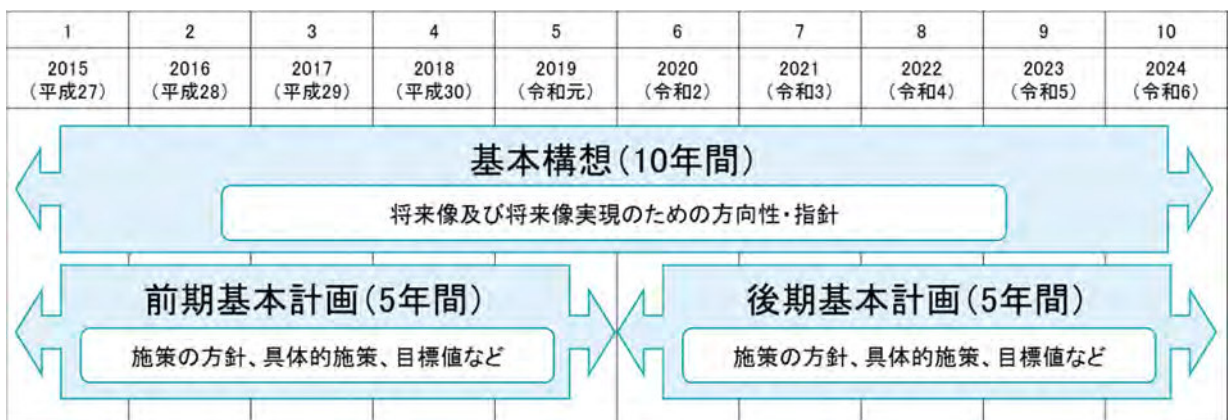 1 2 3 4 5 6 7 8 9 10
2015 2016 2017 2018 2019 2020 2021 2022 2023 2024
(平成27) (平成28) (平成29) (平成30) (令和元) (令和2) (令和3) (令和4) (令和5) (令和6)
基本構想(10年間)
将来像及び将来像実現のための方向性・指針
前期基本計画(5年間) 後期基本計画(5年間)
施策の方針、具体的施策、目標値など 施策の方針、具体的施策、目標値など